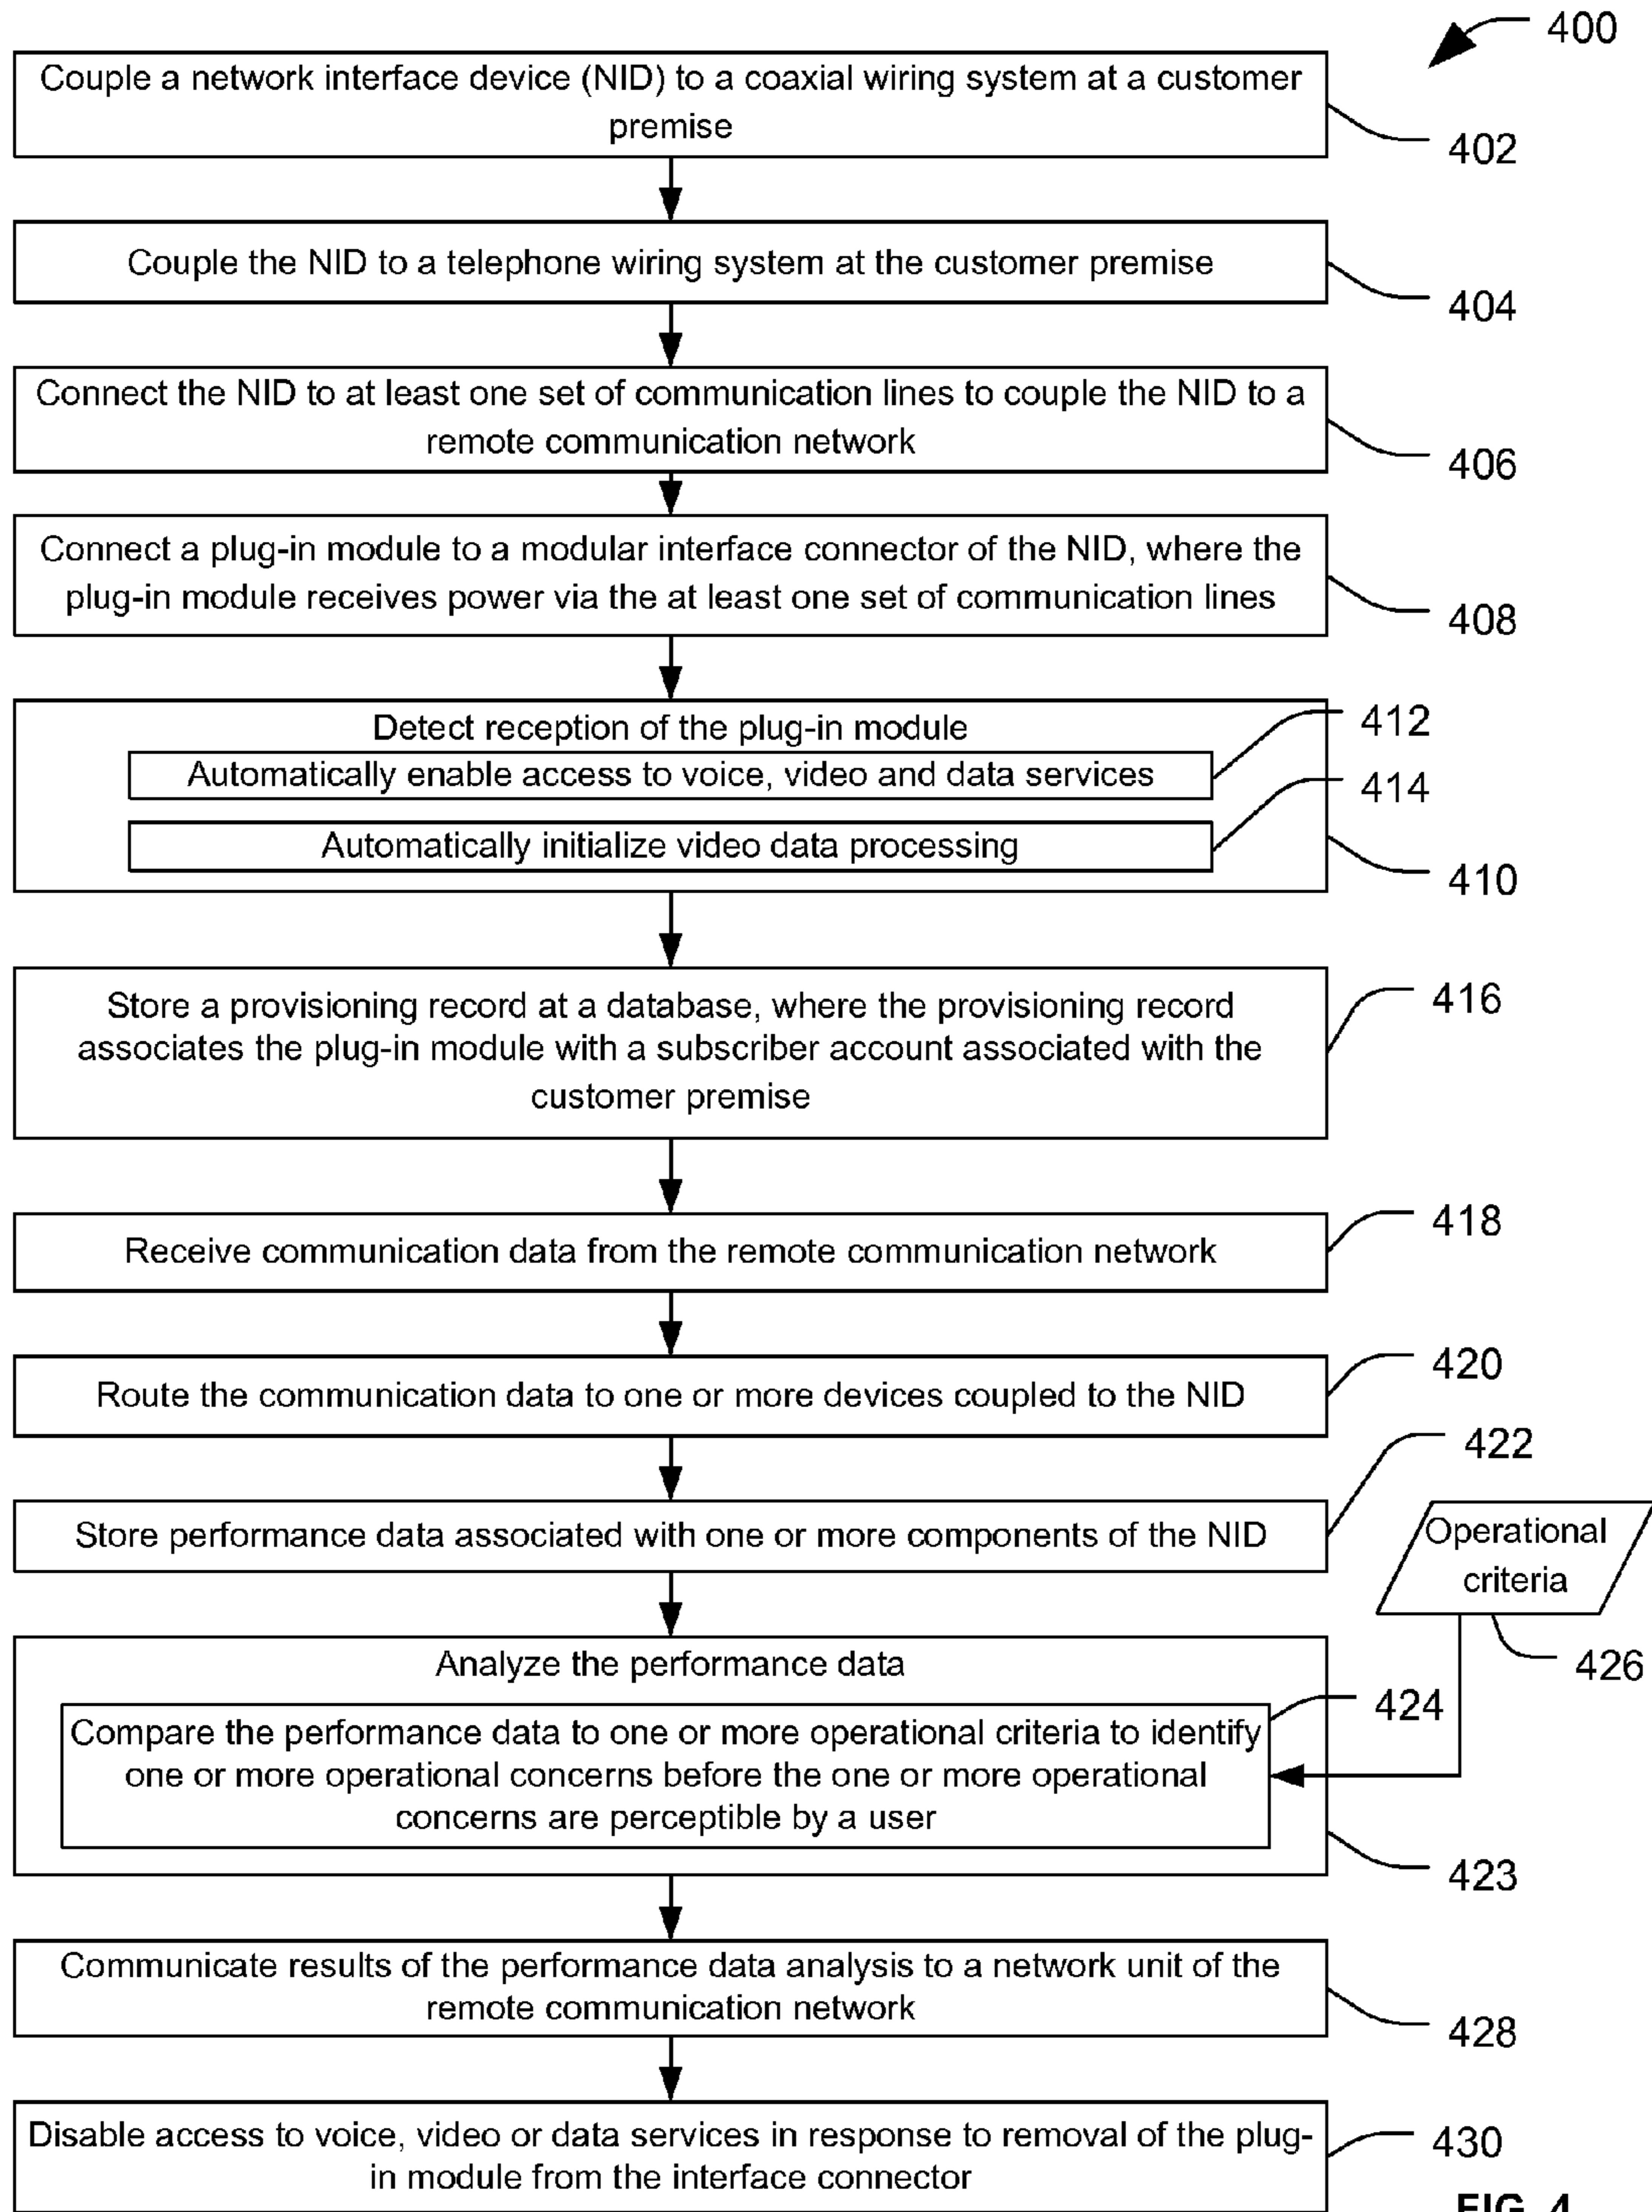 400
Couple a network interface device (NID) to a coaxial wiring system at a customer
premise
402
Couple the NID to a telephone wiring system at the customer premise
404
Connect the NID to at least one set of communication lines to couple the NID to a
remote communication network
406
Connect a plug-in module to a modular interface connector of the NID, where the
plug-in module receives power via the at least one set of communication lines
408
Detect reception of the plug-in module
412
Automatically enable access to voice, video and data services
414
Automatically initialize video data processing
410
Store a provisioning record at a database, where the provisioning record
associates the plug-in module with a subscriber account associated with the
customer premise
416
Receive communication data from the remote communication network
418
Route the communication data to one or more devices coupled to the NID
420
422
Store performance data associated with one or more components of the NID
Operational
criteria
426
Analyze the performance data
424
Compare the performance data to one or more operational criteria to identify
one or more operational concerns before the one or more operational
concerns are perceptible by a user
423
Communicate results of the performance data analysis to a network unit of the
remote communication network
428
Disable access to voice, video or data services in response to removal of the plug-
in module from the interface connector
430
FIG. 4